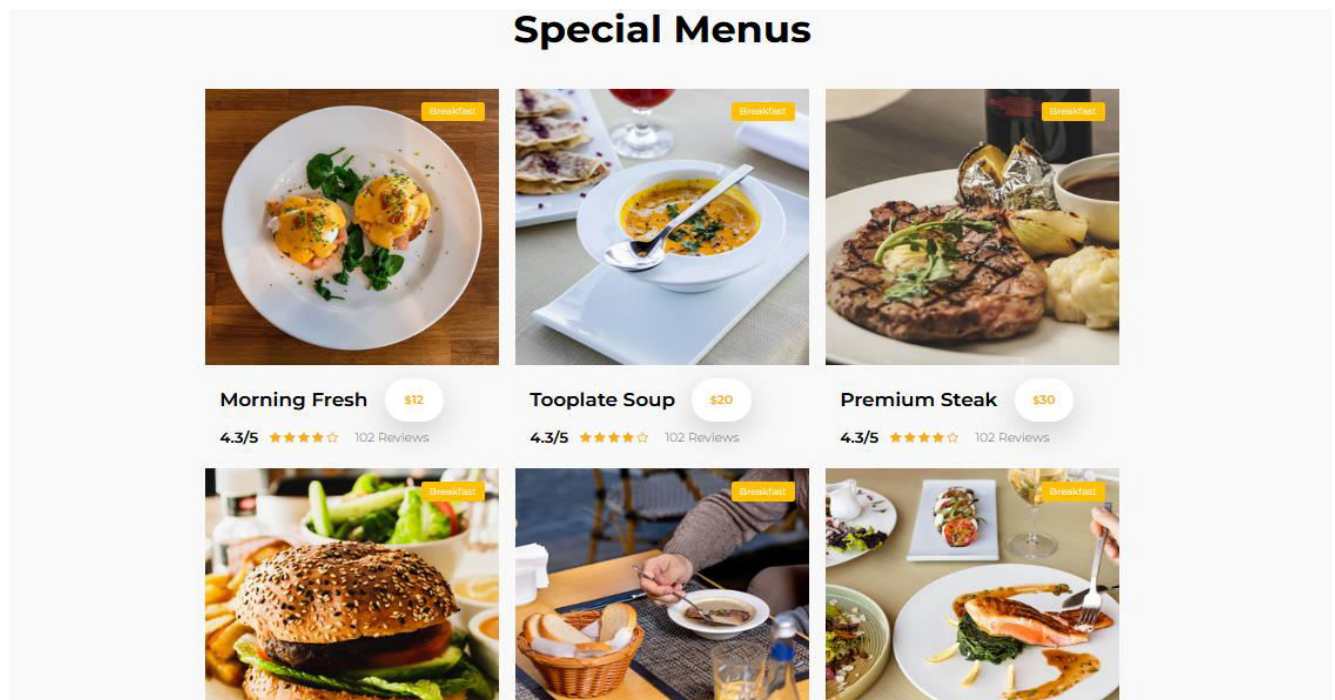 Special Menus
Breakfast
Breakfast
Breakfast
Morning Fresh $12
4.3/5 102 Reviews
Tooplate Soup $20
4.3/5 102 Reviews
Premium Steak $30
4.3/5 102 Reviews
Breakfast
Breakfast
Breakfast